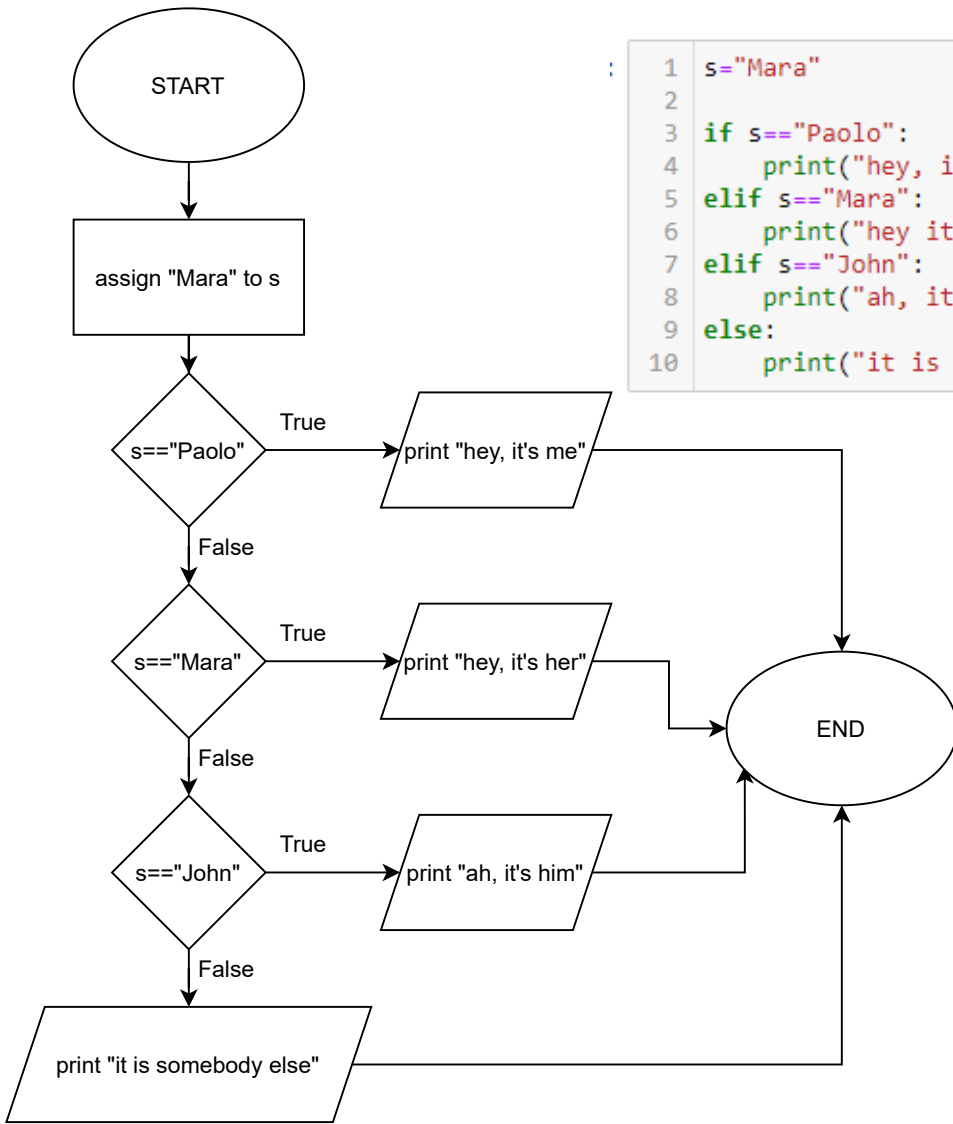 START
assign "Mara" to s
s=="Paolo"
True
print "hey, it's me"
False
s=="Mara"
True
print "hey, it's her"
False
s=="John"
True
print "ah, it's him"
False
print "it is somebody else"
END
:
1 s="Mara"
2
3 if s=="Paolo":
4 print("hey, i
5 elif s=="Mara":
6 print("hey it
7 elif s=="John":
8 print("ah, it
9 else:
10 print("it is